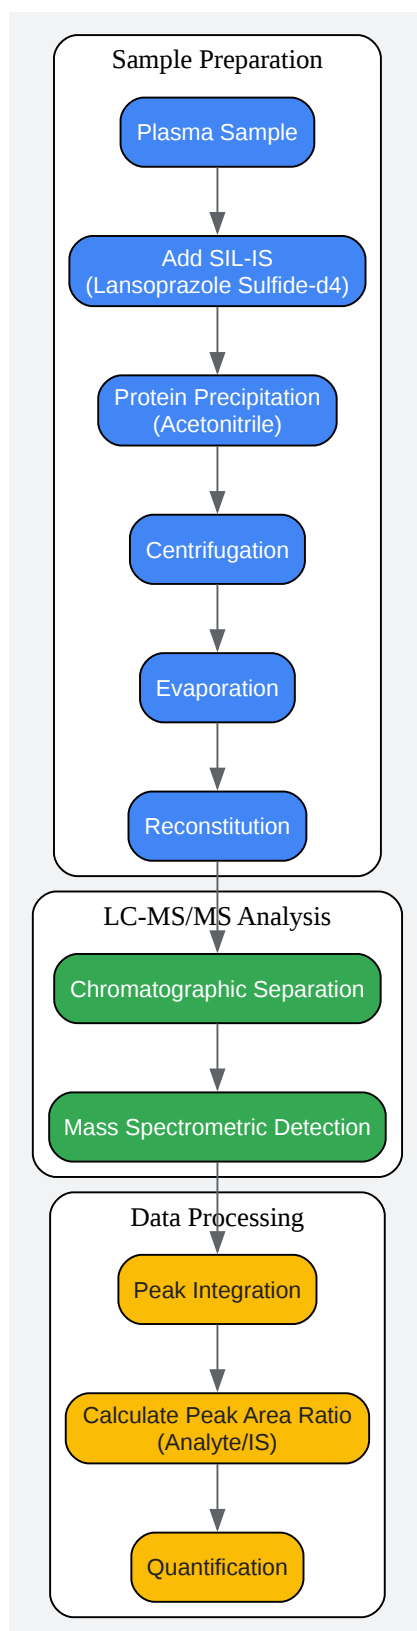 Sample Preparation
Plasma Sample
Add SIL-IS
(Lansoprazole Sulfide-d4)
Protein Precipitation
(Acetonitrile)
Centrifugation
Evaporation
Reconstitution
LC-MS/MS Analysis
Chromatographic Separation
Mass Spectrometric Detection
Data Processing
Peak Integration
Calculate Peak Area Ratio
(Analyte/IS)
Quantification